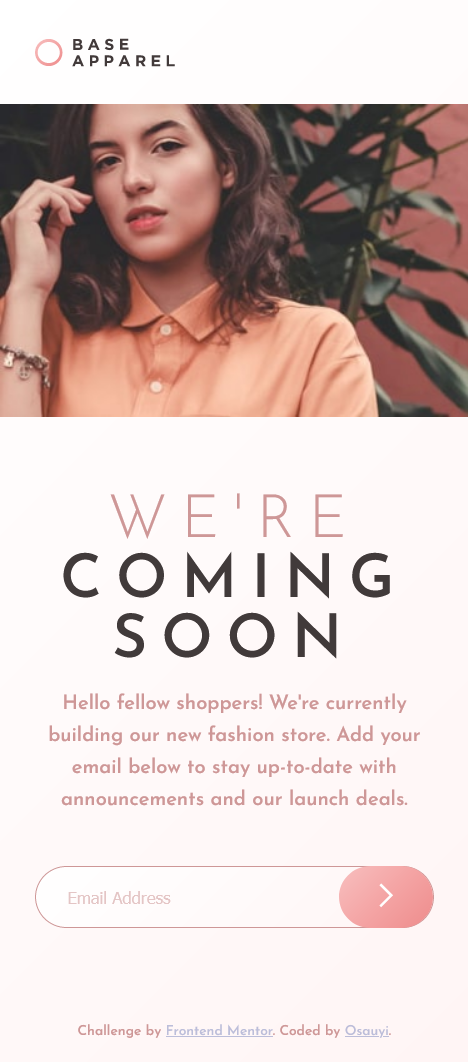 BASE
APPAREL
WE'RE
COMING
SOON
Hello fellow shoppers! We're currently
building our new fashion store. Add your
email below to stay up-to-date with
announcements and our launch deals.
Email Address
Challenge by Frontend Mentor. Coded by Osauyi.